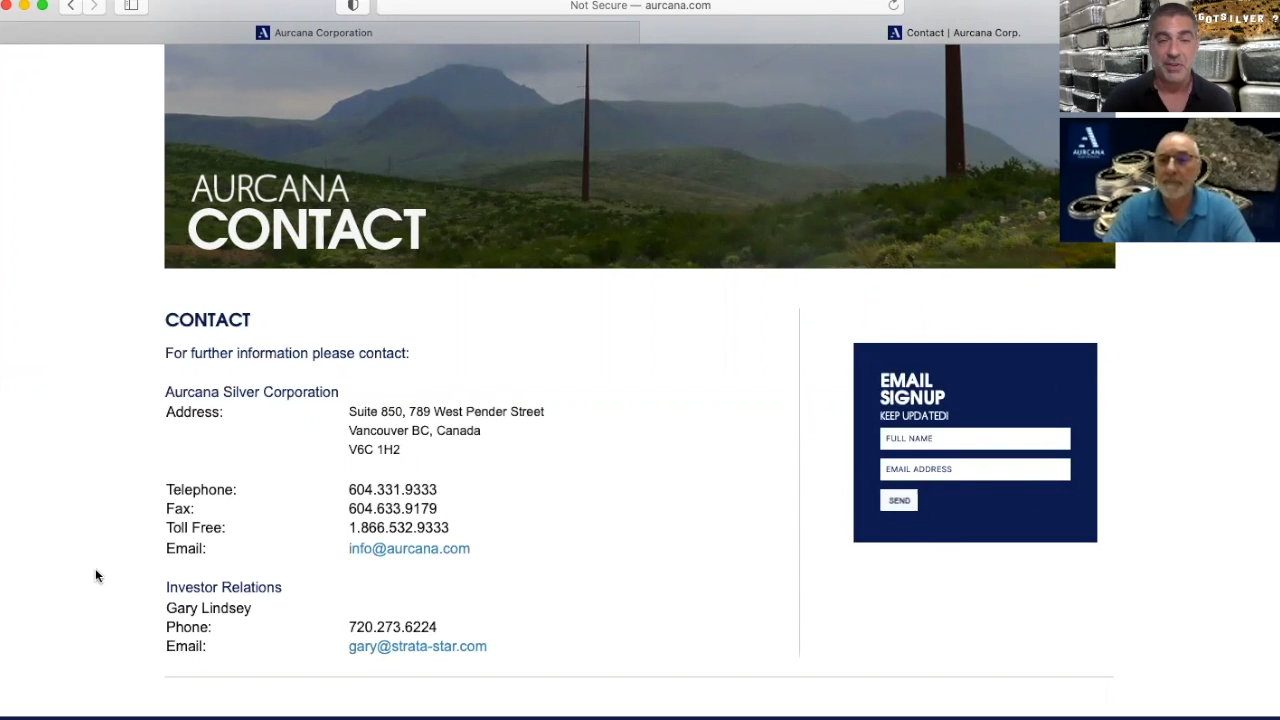 Not Secure — aurcana.com
Aurcana Corporation
Contact | Aurcana Corp.
GOTSILVER ?
AURCANA
AURCANA
CONTACT
CONTACT
For further information please contact:
Aurcana Silver Corporation
Address: Suite 850, 789 West Pender Street
Vancouver BC, Canada
V6C 1H2
Telephone: 604.331.9333
Fax: 604.633.9179
Toll Free: 1.866.532.9333
Email: info@aurcana.com
Investor Relations
Gary Lindsey
Phone: 720.273.6224
Email: gary@strata-star.com
EMAIL
SIGNUP
KEEP UPDATED!
FULL NAME
EMAIL ADDRESS
SEND